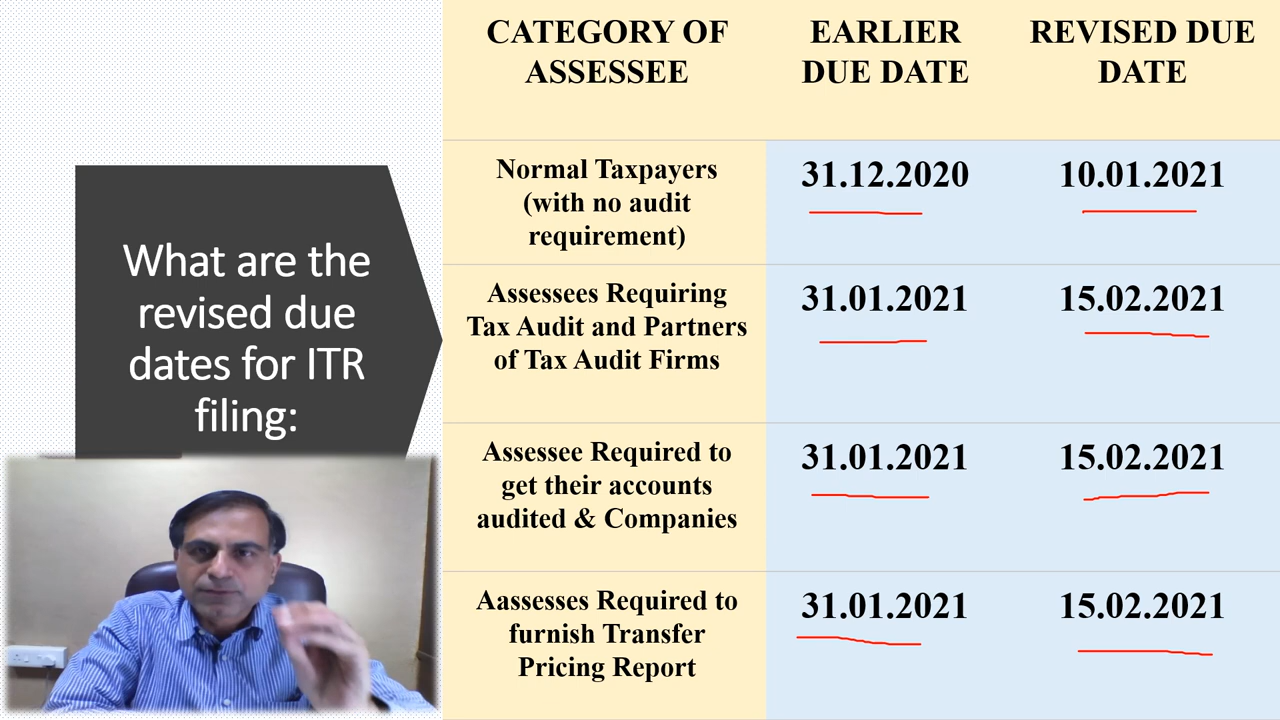 What are the
revised due
dates for ITR
filing:
CATEGORY OF
ASSESSEE
EARLIER
DUE DATE
REVISED DUE
DATE
Normal Taxpayers
(with no audit
requirement)
31.12.2020
10.01.2021
Assessees Requiring
Tax Audit and Partners
of Tax Audit Firms
31.01.2021
15.02.2021
Assessee Required to
get their accounts
audited & Companies
31.01.2021
15.02.2021
Aassesses Required to
furnish Transfer
Pricing Report
31.01.2021
15.02.2021